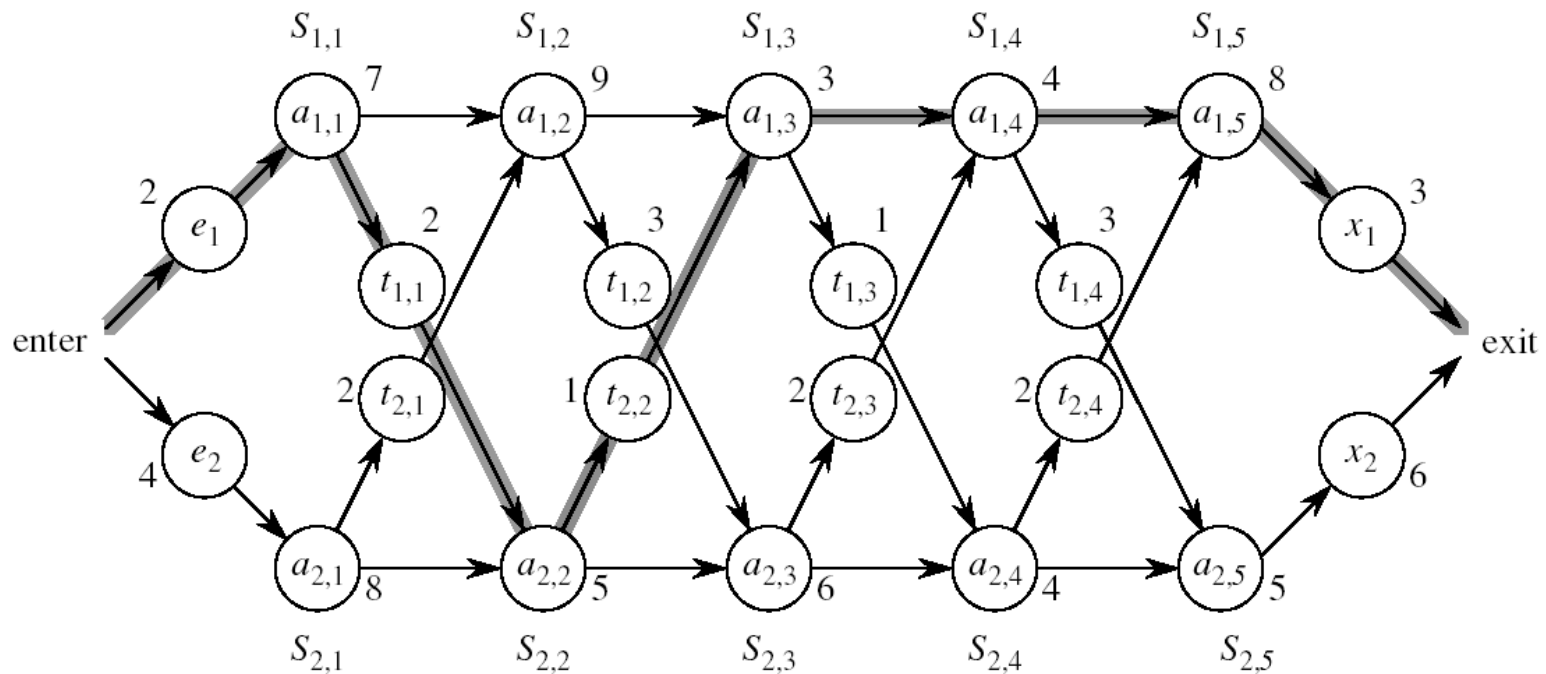 S1,1 S1,2 S1,3 S1,4 S1,5
7 9 3 4 8
a1,1 a1,2 a1,3 a1,4 a1,5
2 e1 2 3 1 3 x1 3
t1,1 t1,2 t1,3 t1,4
enter exit
2 t2,1 1 t2,2 2 t2,3 2 t2,4
4 e2 x2 6
a2,1 a2,2 a2,3 a2,4 a2,5
8 5 6 4 5
S2,1 S2,2 S2,3 S2,4 S2,5